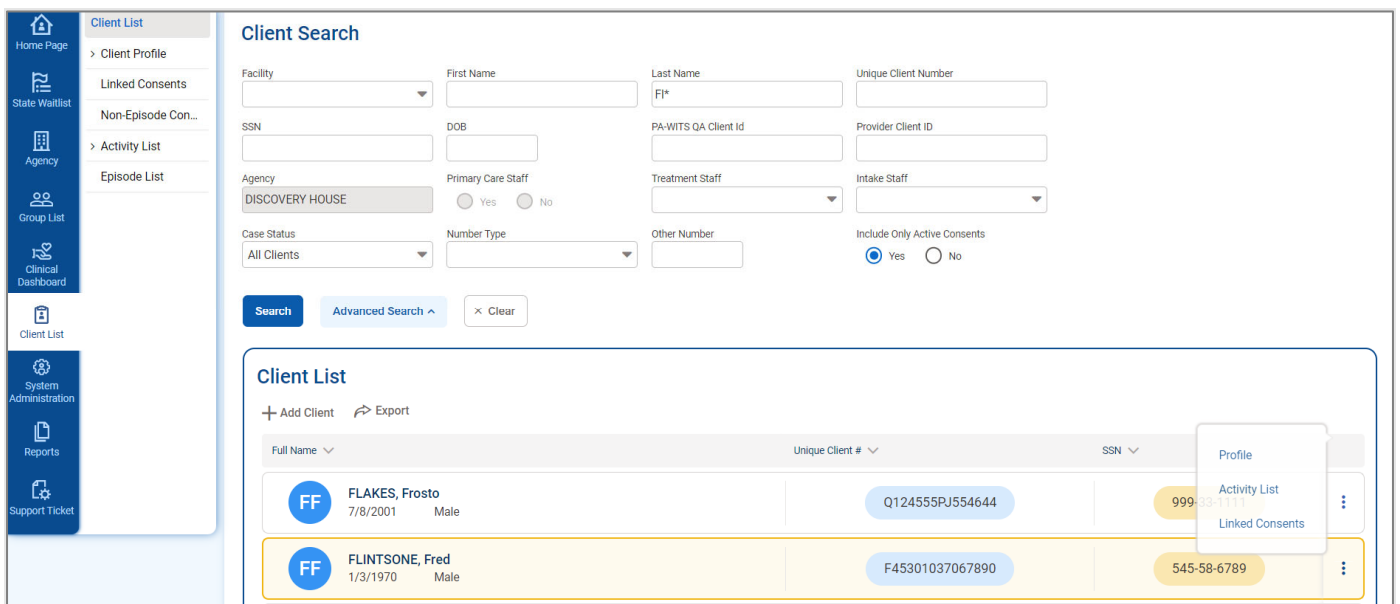 Home Page
State Waitlist
Agency
Group List
Clinical
Dashboard
Client List
System
Administration
Reports
Support Ticket
Client List
> Client Profile
Linked Consents
Non-Episode Con...
> Activity List
Episode List
Client Search
Facility First Name Last Name Unique Client Number
Fl*
SSN DOB PA-WITS QA Client Id Provider Client ID
Agency Primary Care Staff Treatment Staff Intake Staff
DISCOVERY HOUSE Yes No
Case Status Number Type Other Number Include Only Active Consents
All Clients Yes No
Search Advanced Search × Clear
Client List
+ Add Client Export
Full Name Unique Client # SSN
Profile
Activity List
Linked Consents
FF FLAKES, Frosto Q124555PJ554644 999-33-1111
7/8/2001 Male
FF FLINTSONE, Fred F45301037067890 545-58-6789
1/3/1970 Male